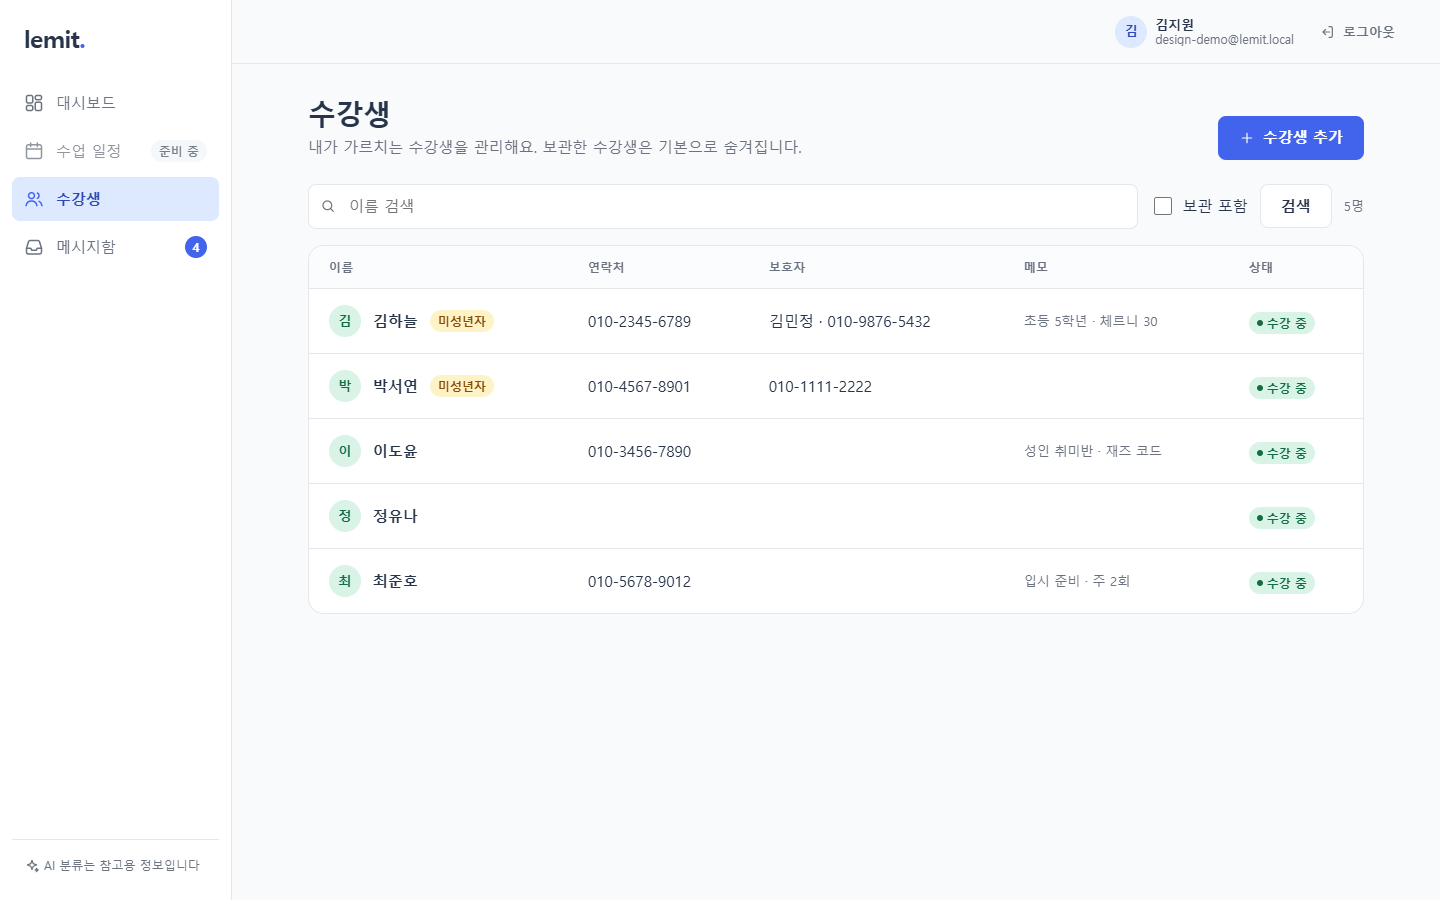 lemit.
김
김지원
design-demo@lemit.local
로그아웃
대시보드
수업 일정
준비 중
수강생
메시지함
4
수강생
내가 가르치는 수강생을 관리해요. 보관한 수강생은 기본으로 숨겨집니다.
+ 수강생 추가
이름 검색
보관 포함
검색
5명
이름 연락처 보호자 메모 상태
김 김하늘 미성년자 010-2345-6789 김민정 · 010-9876-5432 초등 5학년 · 체르니 30 수강 중
박 박서연 미성년자 010-4567-8901 010-1111-2222 수강 중
이 이도윤 010-3456-7890 성인 취미반 · 재즈 코드 수강 중
정 정유나 수강 중
최 최준호 010-5678-9012 입시 준비 · 주 2회 수강 중
AI 분류는 참고용 정보입니다